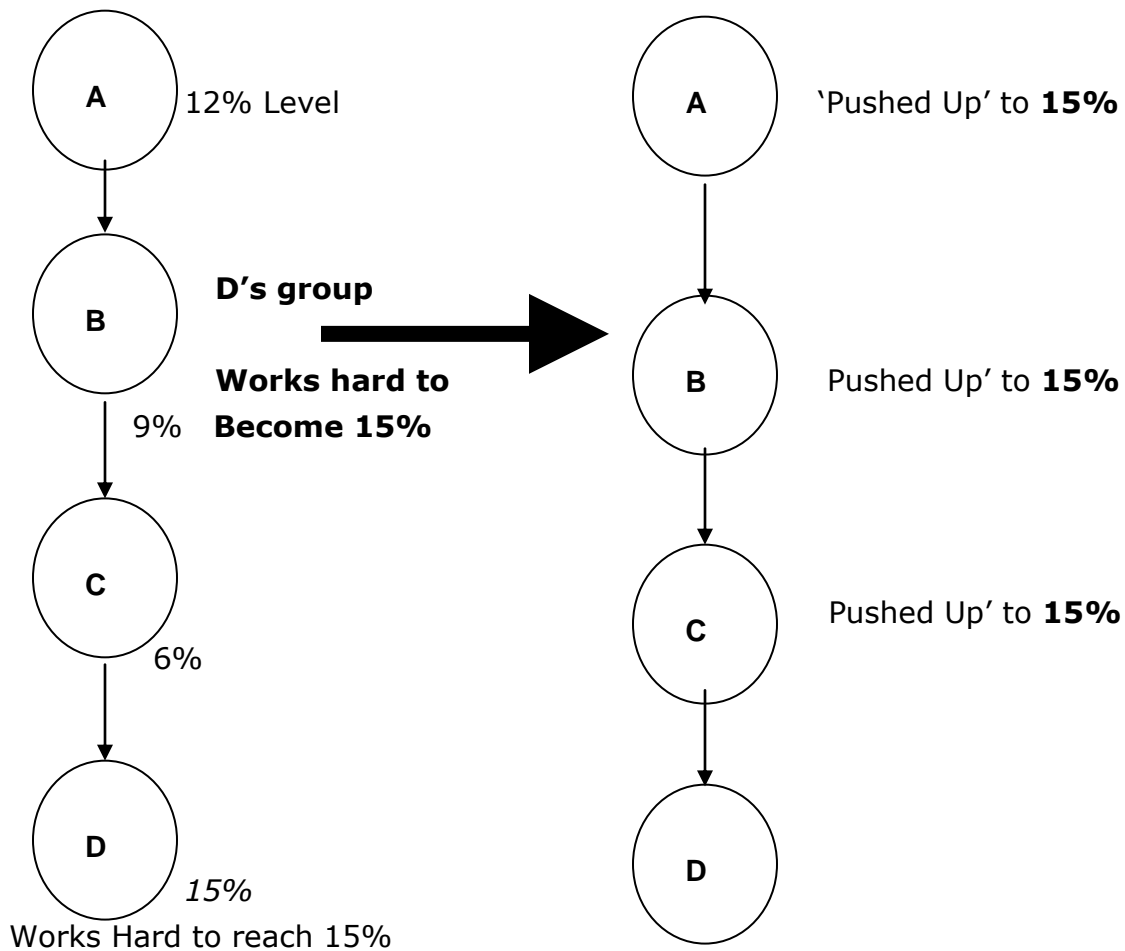 A
12% Level
A
‘Pushed Up’ to 15%
B
D’s group
Works hard to
Become 15%
9%
B
Pushed Up’ to 15%
C
6%
C
Pushed Up’ to 15%
D
15%
Works Hard to reach 15%
D